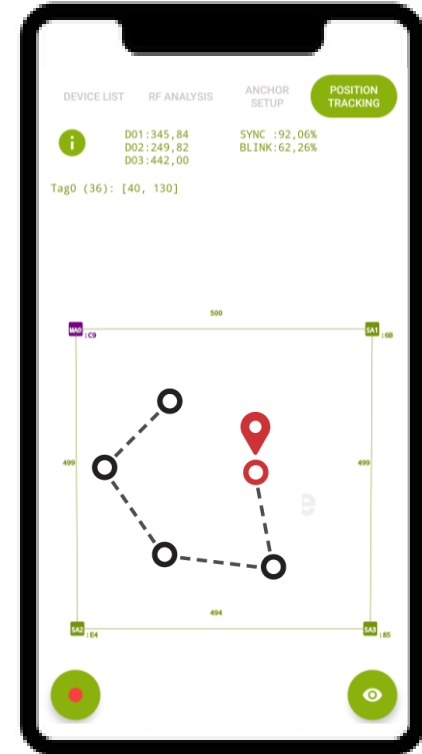 DEVICE LIST
RF ANALYSIS
ANCHOR
SETUP
POSITION
TRACKING
i
D01:345,84
D02:249,82
D03:442,00
SYNC :92,06%
BLINK:62,26%
Tag0 (36): [40, 130]
500
MA0 :C9
SA1 :6B
499
499
e
494
SA2 :E4
SA3 :85